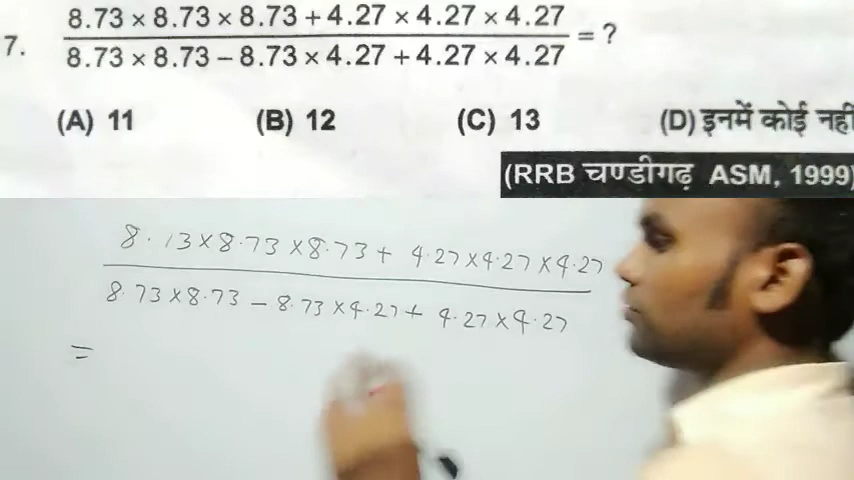 8.73 × 8.73 × 8.73 + 4.27 × 4.27 × 4.27
7. = ?
8.73 × 8.73 − 8.73 × 4.27 + 4.27 × 4.27
(A) 11 (B) 12 (C) 13 (D) इनमें कोई नहीं
(RRB चण्डीगढ़ ASM, 1999)
8.13×8.73×8.73+ 4.27×4.27×4.27
8.73×8.73 − 8.73×4.27+ 4.27×4.27
=